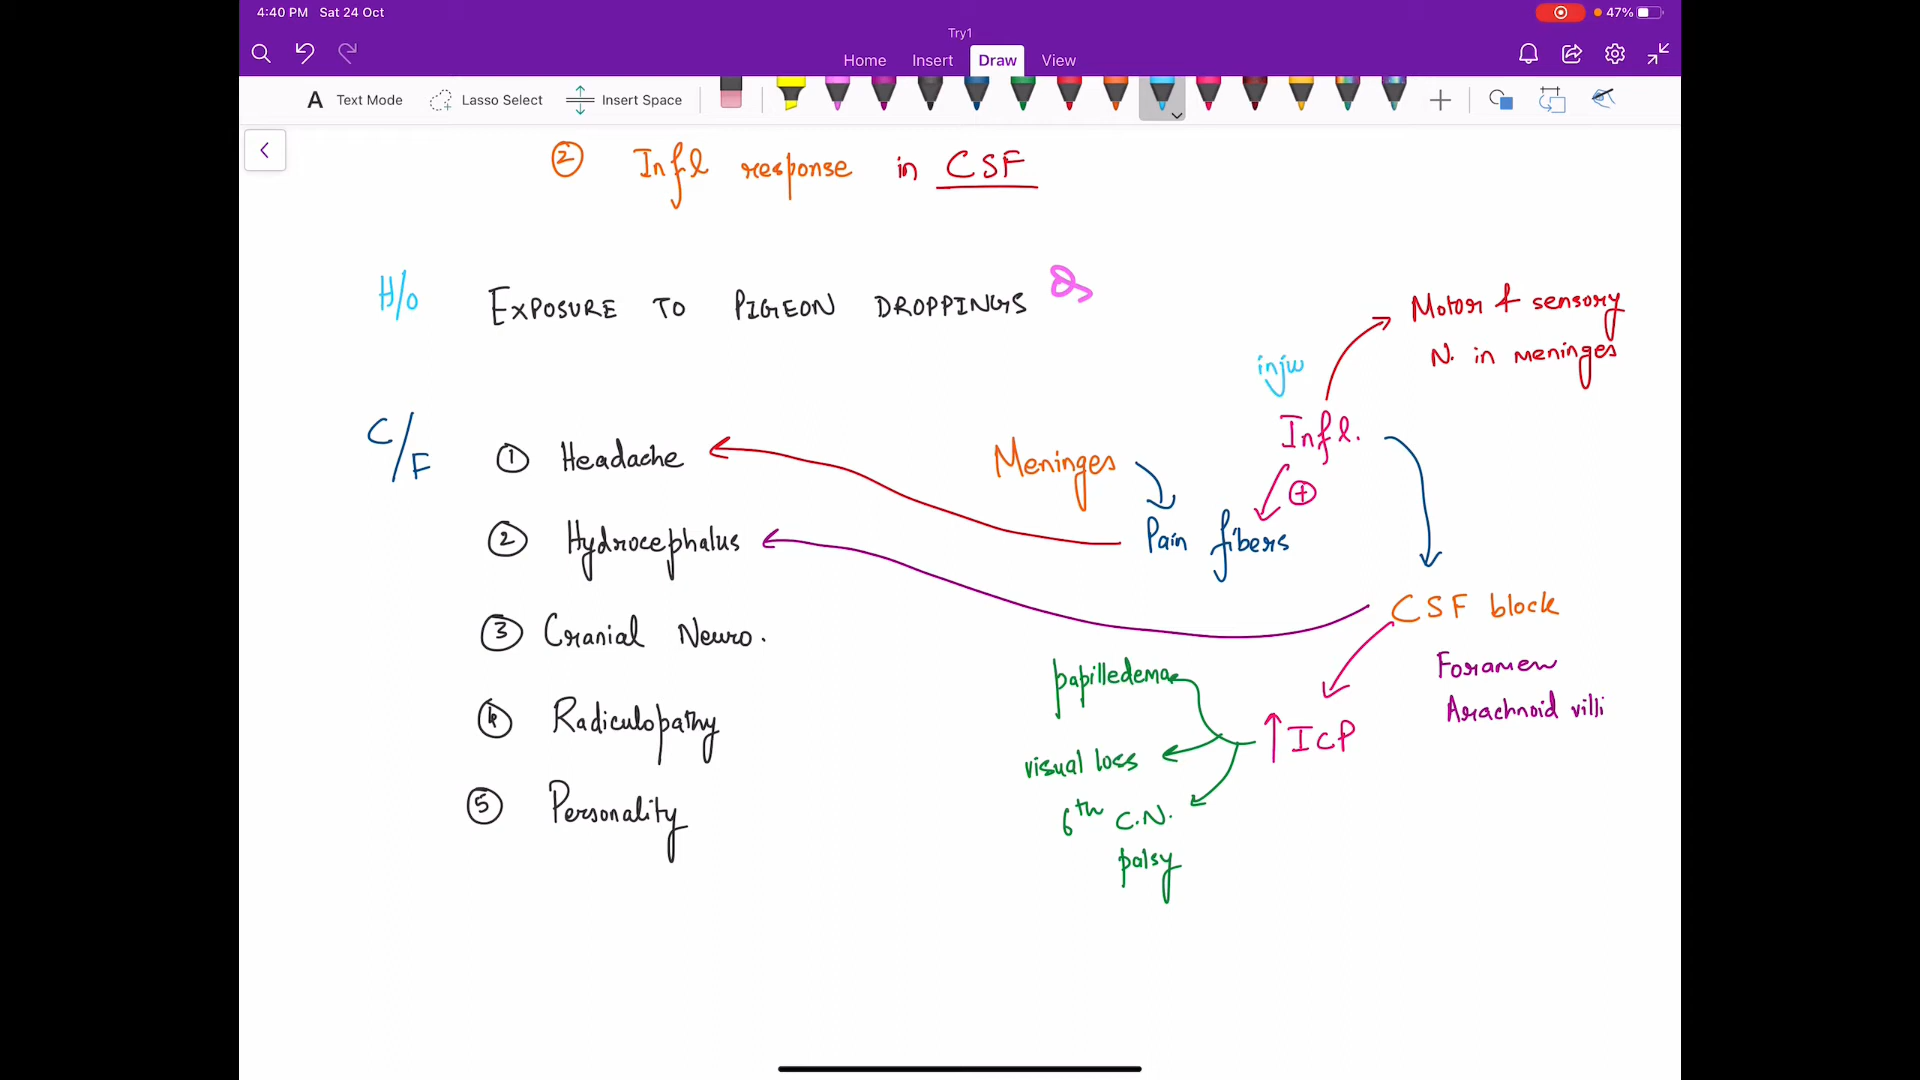 4:40 PM Sat 24 Oct
47%
Try1
Home Insert Draw View
Text Mode Lasso Select Insert Space
② Infl response in CSF
H/O EXPOSURE TO PIGEON DROPPINGS
Motor & sensory
N. in meninges
inju
Infl.
C/F ① Headache
Meninges
+
② Hydrocephalus
Pain fibers
CSF block
③ Cranial Neuro.
Foramen
Arachnoid villi
papilledema
④ Radiculopathy
↑ ICP
visual loss
⑤ Personality
6th C.N.
palsy